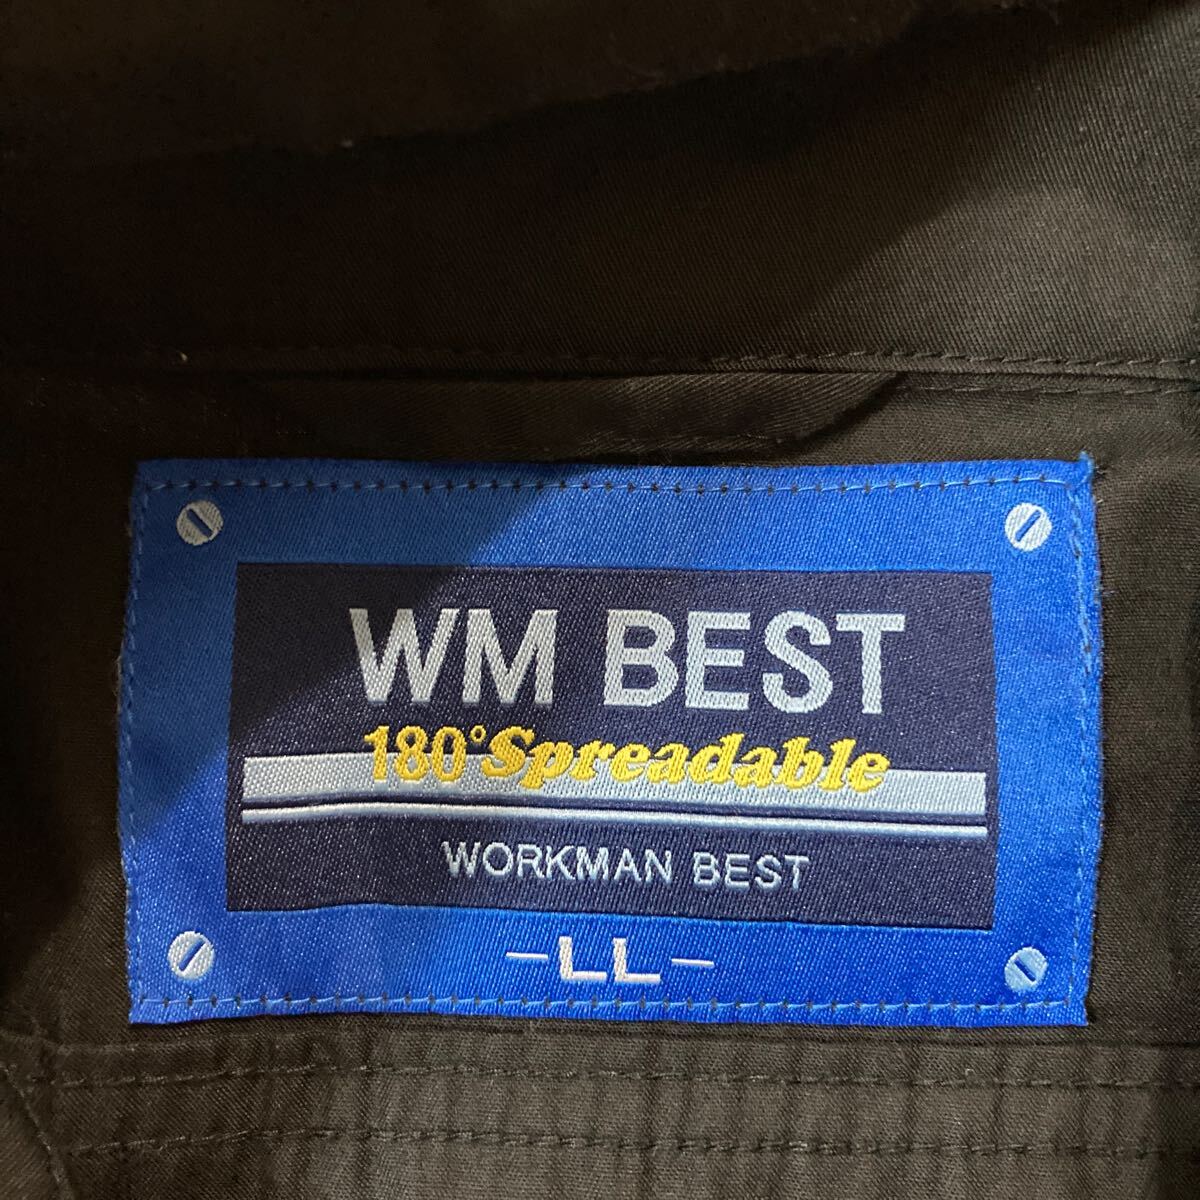 WM BEST
180°Spreadable
WORKMAN BEST
-LL-